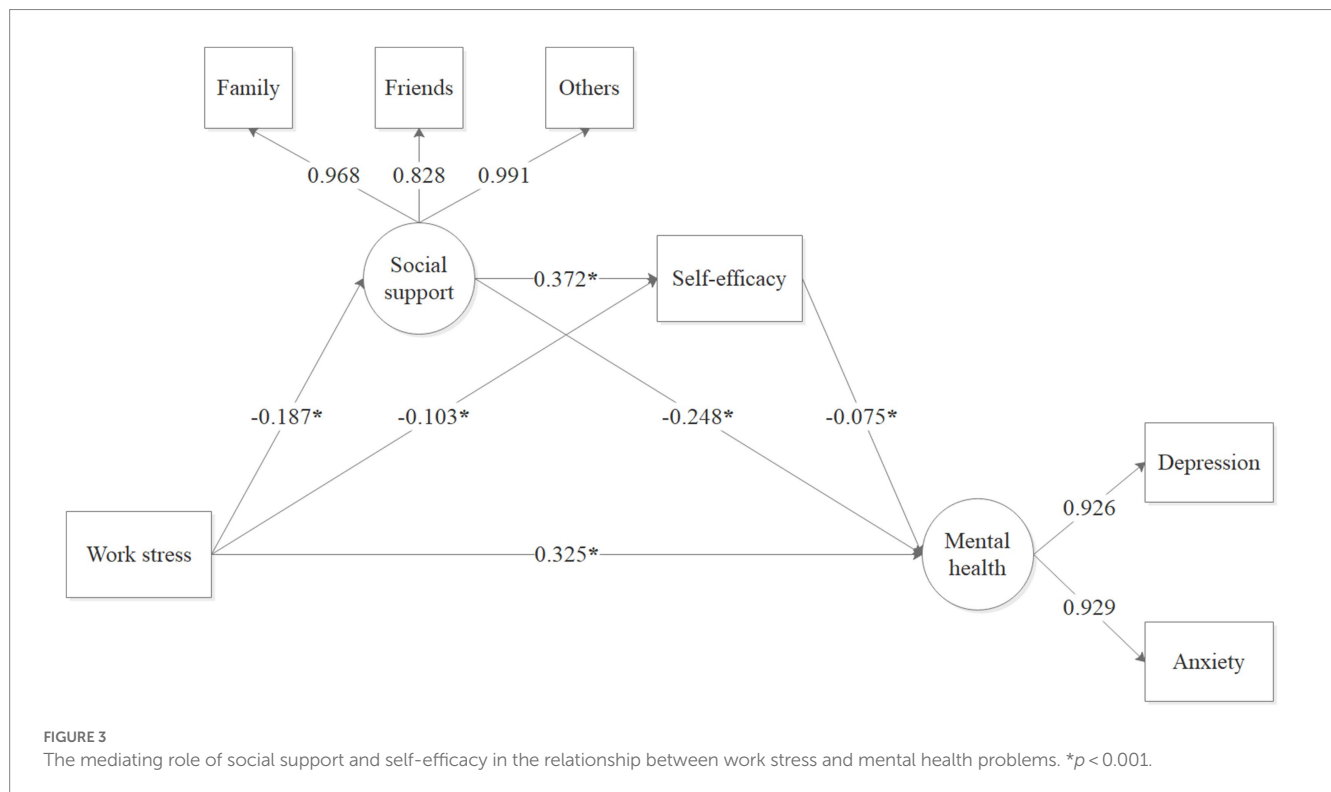 Family
Friends
Others
0.968
0.828
0.991
Social
support
0.372*
Self-efficacy
-0.187*
-0.103*
-0.248*
-0.075*
Work stress
0.325*
Mental
health
Depression
0.926
0.929
Anxiety
FIGURE 3
The mediating role of social support and self-efficacy in the relationship between work stress and mental health problems. *p < 0.001.